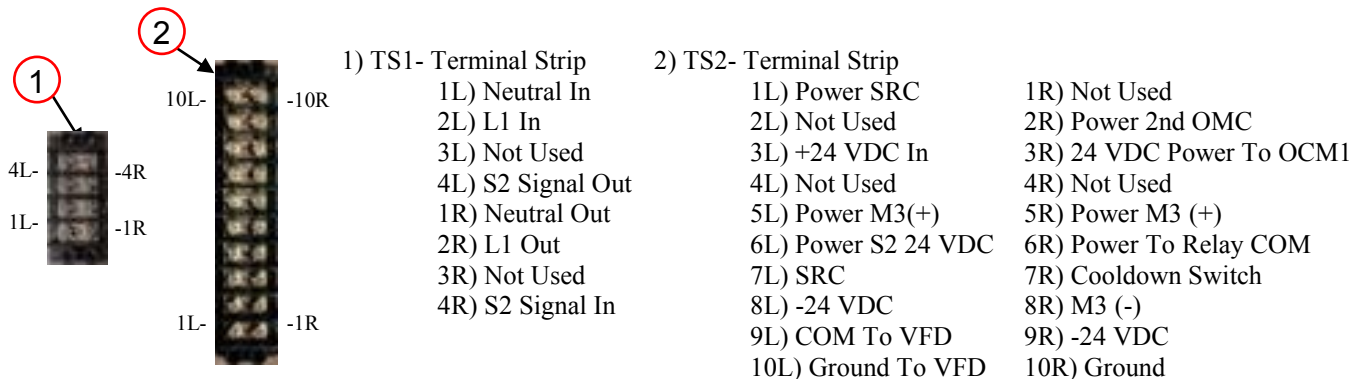 2
1
10L- -10R
4L- -4R
1L- -1R
1L- -1R
1) TS1- Terminal Strip
1L) Neutral In
2L) L1 In
3L) Not Used
4L) S2 Signal Out
1R) Neutral Out
2R) L1 Out
3R) Not Used
4R) S2 Signal In
2) TS2- Terminal Strip
1L) Power SRC 1R) Not Used
2L) Not Used 2R) Power 2nd OMC
3L) +24 VDC In 3R) 24 VDC Power To OCM1
4L) Not Used 4R) Not Used
5L) Power M3(+) 5R) Power M3 (+)
6L) Power S2 24 VDC 6R) Power To Relay COM
7L) SRC 7R) Cooldown Switch
8L) -24 VDC 8R) M3 (-)
9L) COM To VFD 9R) -24 VDC
10L) Ground To VFD 10R) Ground